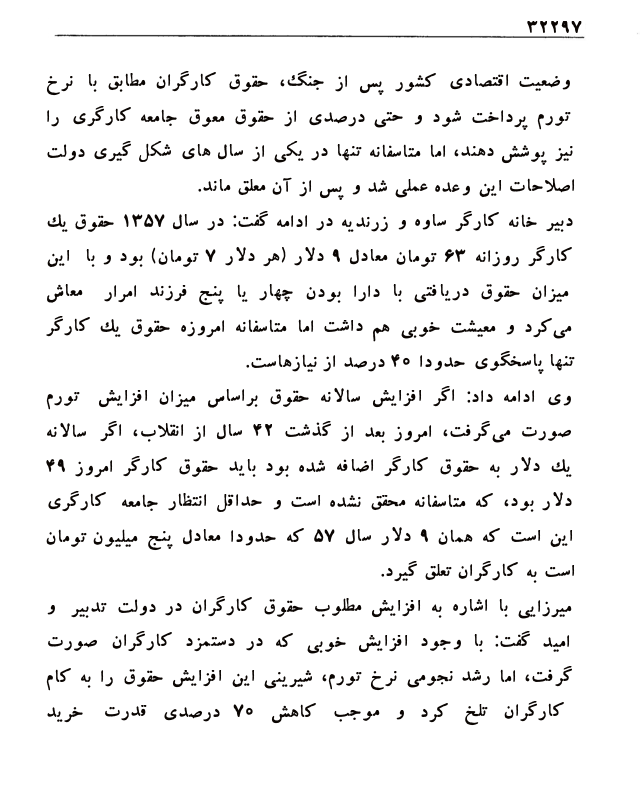 ۳۲۲۹۷
وضعیت اقتصادی کشور پس از جنگ، حقوق کارگران مطابق با نرخ
تورم پرداخت شود و حتی درصدی از حقوق معوق جامعه کارگری را
نیز پوشش دهند، اما متاسفانه تنها در یکی از سال های شکل گیری دولت
اصلاحات این وعده عملی شد و پس از آن معلق ماند.
دبیر خانه کارگر ساوه و زرندیه در ادامه گفت: در سال ۱۳۵۷ حقوق یك
کارگر روزانه ۶۳ تومان معادل ۹ دلار (هر دلار ۷ تومان) بود و با این
میزان حقوق دریافتی با دارا بودن چهار یا پنج فرزند امرار معاش
می‌کرد و معیشت خوبی هم داشت اما متاسفانه امروزه حقوق یك کارگر
تنها پاسخگوی حدودا ۴۰ درصد از نیازهاست.
وی ادامه داد: اگر افزایش سالانه حقوق براساس میزان افزایش تورم
صورت می‌گرفت، امروز بعد از گذشت ۴۲ سال از انقلاب، اگر سالانه
یك دلار به حقوق کارگر اضافه شده بود باید حقوق کارگر امروز ۴۹
دلار بود، که متاسفانه محقق نشده است و حداقل انتظار جامعه کارگری
این است که همان ۹ دلار سال ۵۷ که حدودا معادل پنج میلیون تومان
است به کارگران تعلق گیرد.
میرزایی با اشاره به افزایش مطلوب حقوق کارگران در دولت تدبیر و
امید گفت: با وجود افزایش خوبی که در دستمزد کارگران صورت
گرفت، اما رشد نجومی نرخ تورم، شیرینی این افزایش حقوق را به کام
کارگران تلخ کرد و موجب کاهش ۷۰ درصدی قدرت خرید